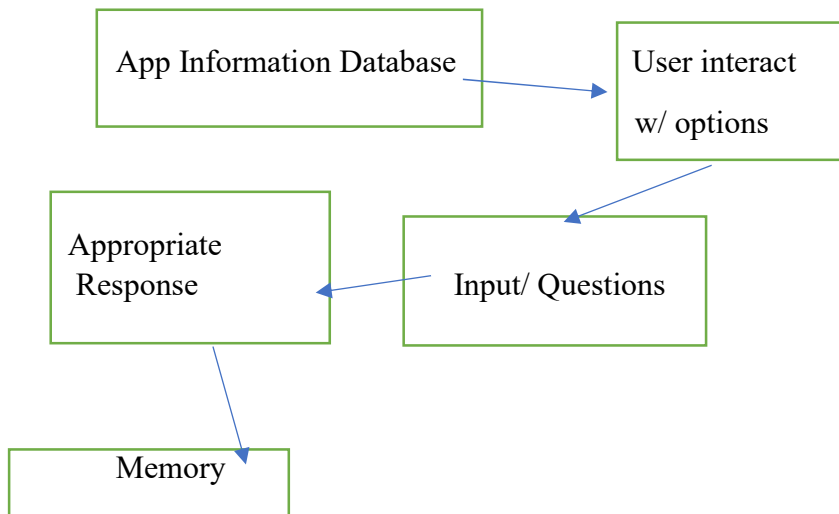 App Information Database
User interact
w/ options
Appropriate
Response
Input/ Questions
Memory